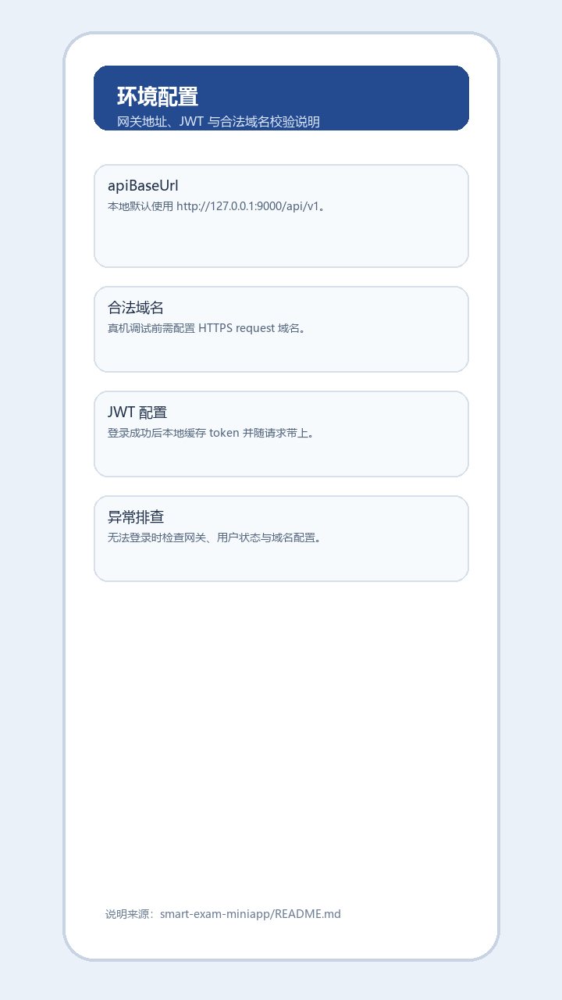 环境配置
网关地址、JWT 与合法域名校验说明
apiBaseUrl
本地默认使用 http://127.0.0.1:9000/api/v1。
合法域名
真机调试前需配置 HTTPS request 域名。
JWT 配置
登录成功后本地缓存 token 并随请求带上。
异常排查
无法登录时检查网关、用户状态与域名配置。
说明来源：smart-exam-miniapp/README.md